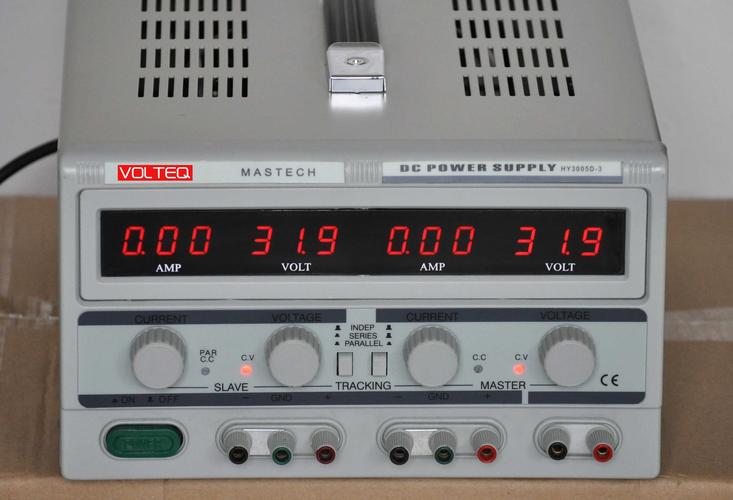 VOLTEQ MASTECH DC POWER SUPPLY HY3005D-3
0.00 31.9 0.00 31.9
AMP VOLT AMP VOLT
CURRENT VOLTAGE CURRENT VOLTAGE
INDEP
SERIES
PARALLEL
PAR
C.C C.V C.C C.V
SLAVE TRACKING MASTER CE
ON OFF - GND + - GND +
POWER